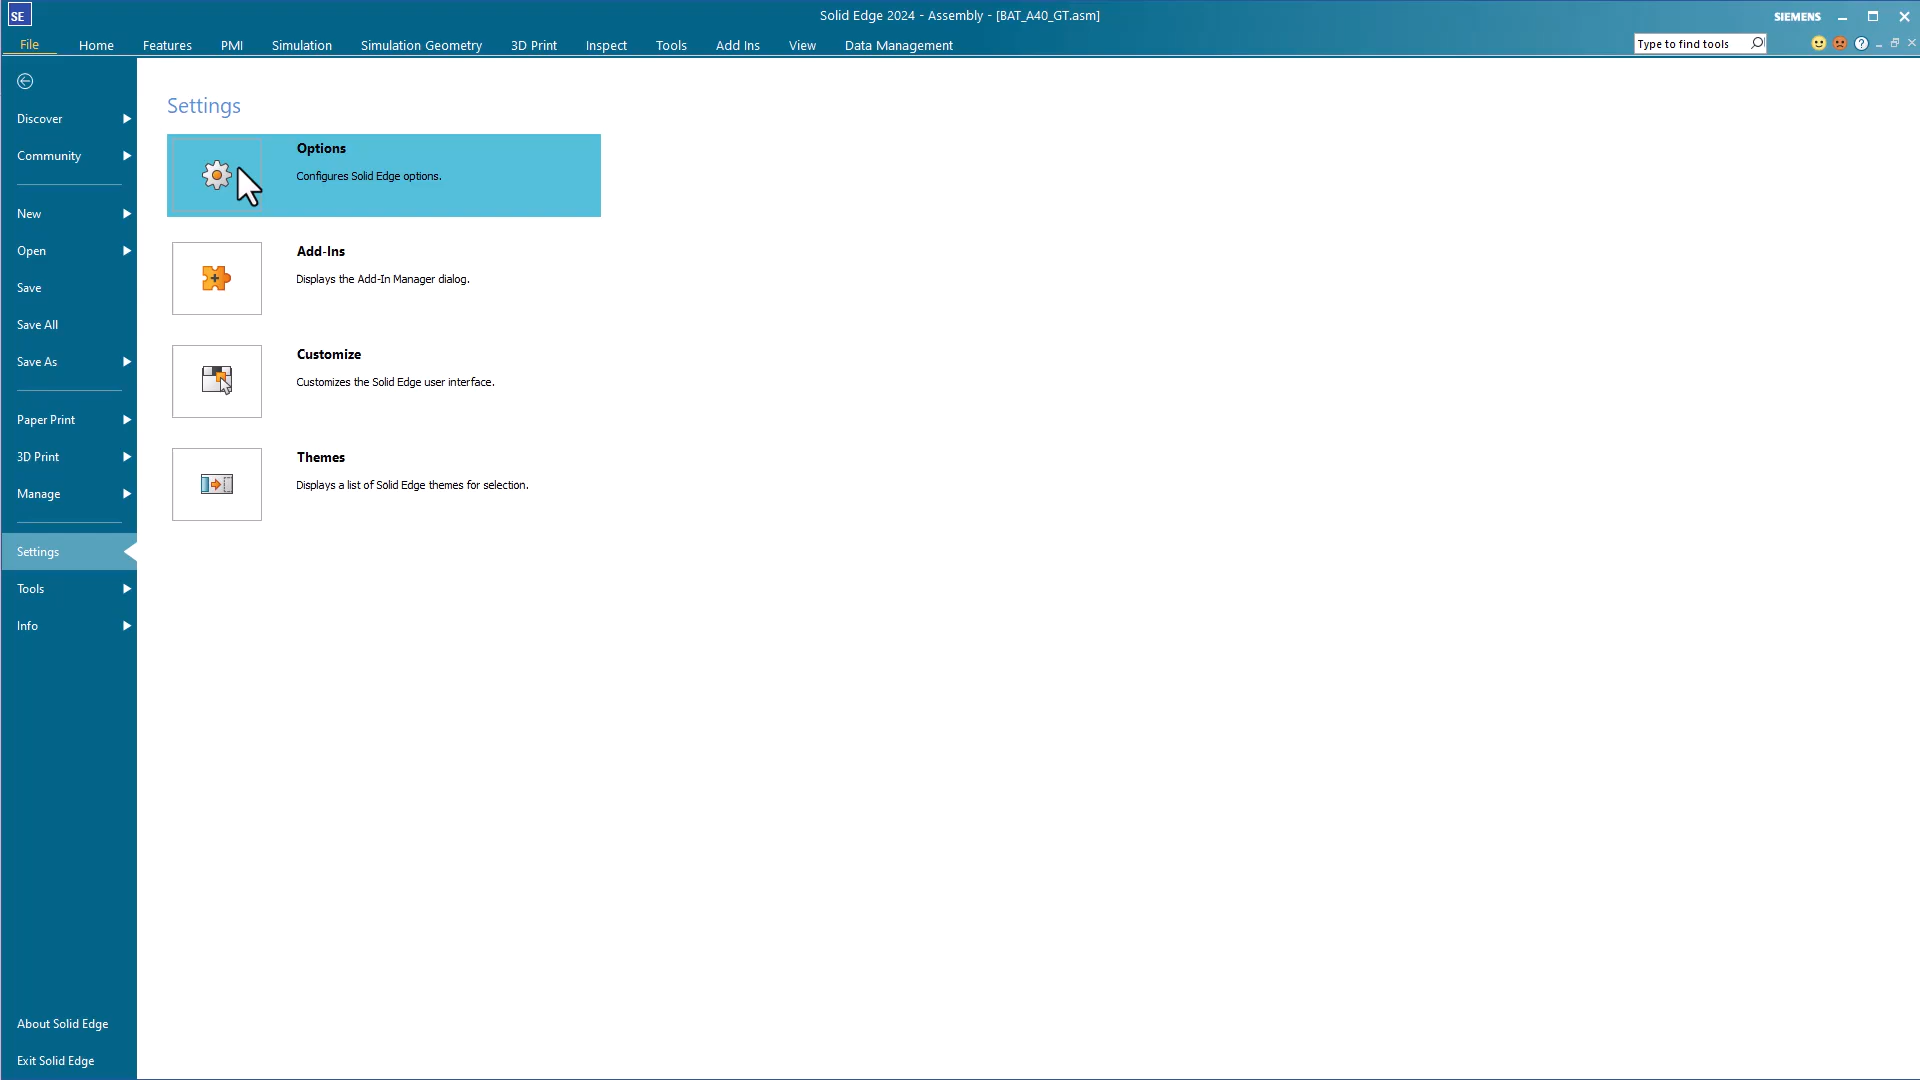 SE
Solid Edge 2024 - Assembly - [BAT_A40_GT.asm]
SIEMENS
File
Home
Features
PMI
Simulation
Simulation Geometry
3D Print
Inspect
Tools
Add Ins
View
Data Management
Type to find tools
Discover
Community
New
Open
Save
Save All
Save As
Paper Print
3D Print
Manage
Settings
Tools
Info
About Solid Edge
Exit Solid Edge
Settings
Options
Configures Solid Edge options.
Add-Ins
Displays the Add-In Manager dialog.
Customize
Customizes the Solid Edge user interface.
Themes
Displays a list of Solid Edge themes for selection.